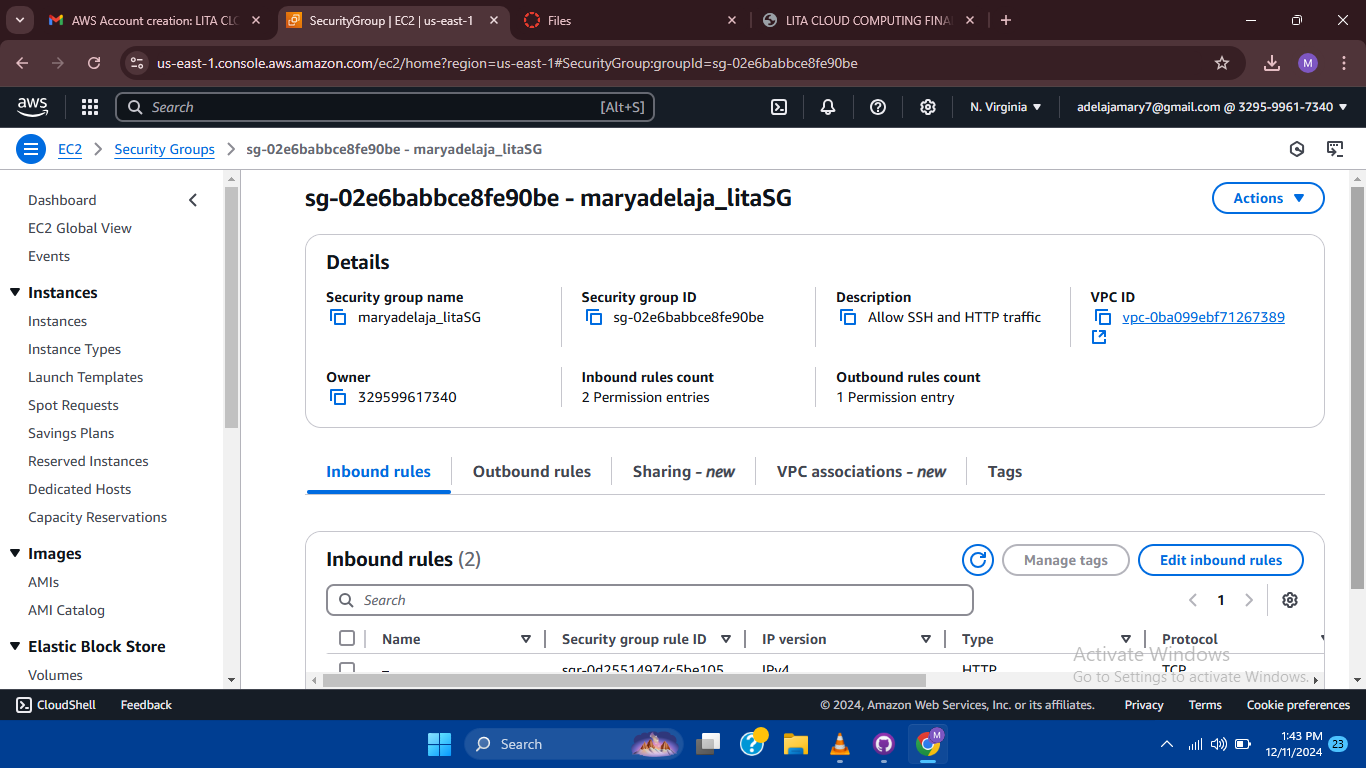 AWS Account creation: LITA CLO
SecurityGroup | EC2 | us-east-1
Files
LITA CLOUD COMPUTING FINA
us-east-1.console.aws.amazon.com/ec2/home?region=us-east-1#SecurityGroup:groupId=sg-02e6babbce8fe90be
M
aws
Search
[Alt+S]
N. Virginia
adelajamary7@gmail.com @ 3295-9961-7340
EC2
Security Groups
sg-02e6babbce8fe90be - maryadelaja_litaSG
Dashboard
EC2 Global View
Events
Instances
Instances
Instance Types
Launch Templates
Spot Requests
Savings Plans
Reserved Instances
Dedicated Hosts
Capacity Reservations
Images
AMIs
AMI Catalog
Elastic Block Store
Volumes
sg-02e6babbce8fe90be - maryadelaja_litaSG
Actions
Details
Security group name
maryadelaja_litaSG
Security group ID
sg-02e6babbce8fe90be
Description
Allow SSH and HTTP traffic
VPC ID
vpc-0ba099ebf71267389
Owner
329599617340
Inbound rules count
2 Permission entries
Outbound rules count
1 Permission entry
Inbound rules
Outbound rules
Sharing - new
VPC associations - new
Tags
Inbound rules (2)
Manage tags
Edit inbound rules
Search
1
Name
Security group rule ID
IP version
Type
Protocol
–
sgr-0d25514974c5be105
IPv4
HTTP
TCP
Activate Windows
Go to Settings to activate Windows.
CloudShell
Feedback
© 2024, Amazon Web Services, Inc. or its affiliates.
Privacy
Terms
Cookie preferences
Search
M
1:43 PM
12/11/2024
23